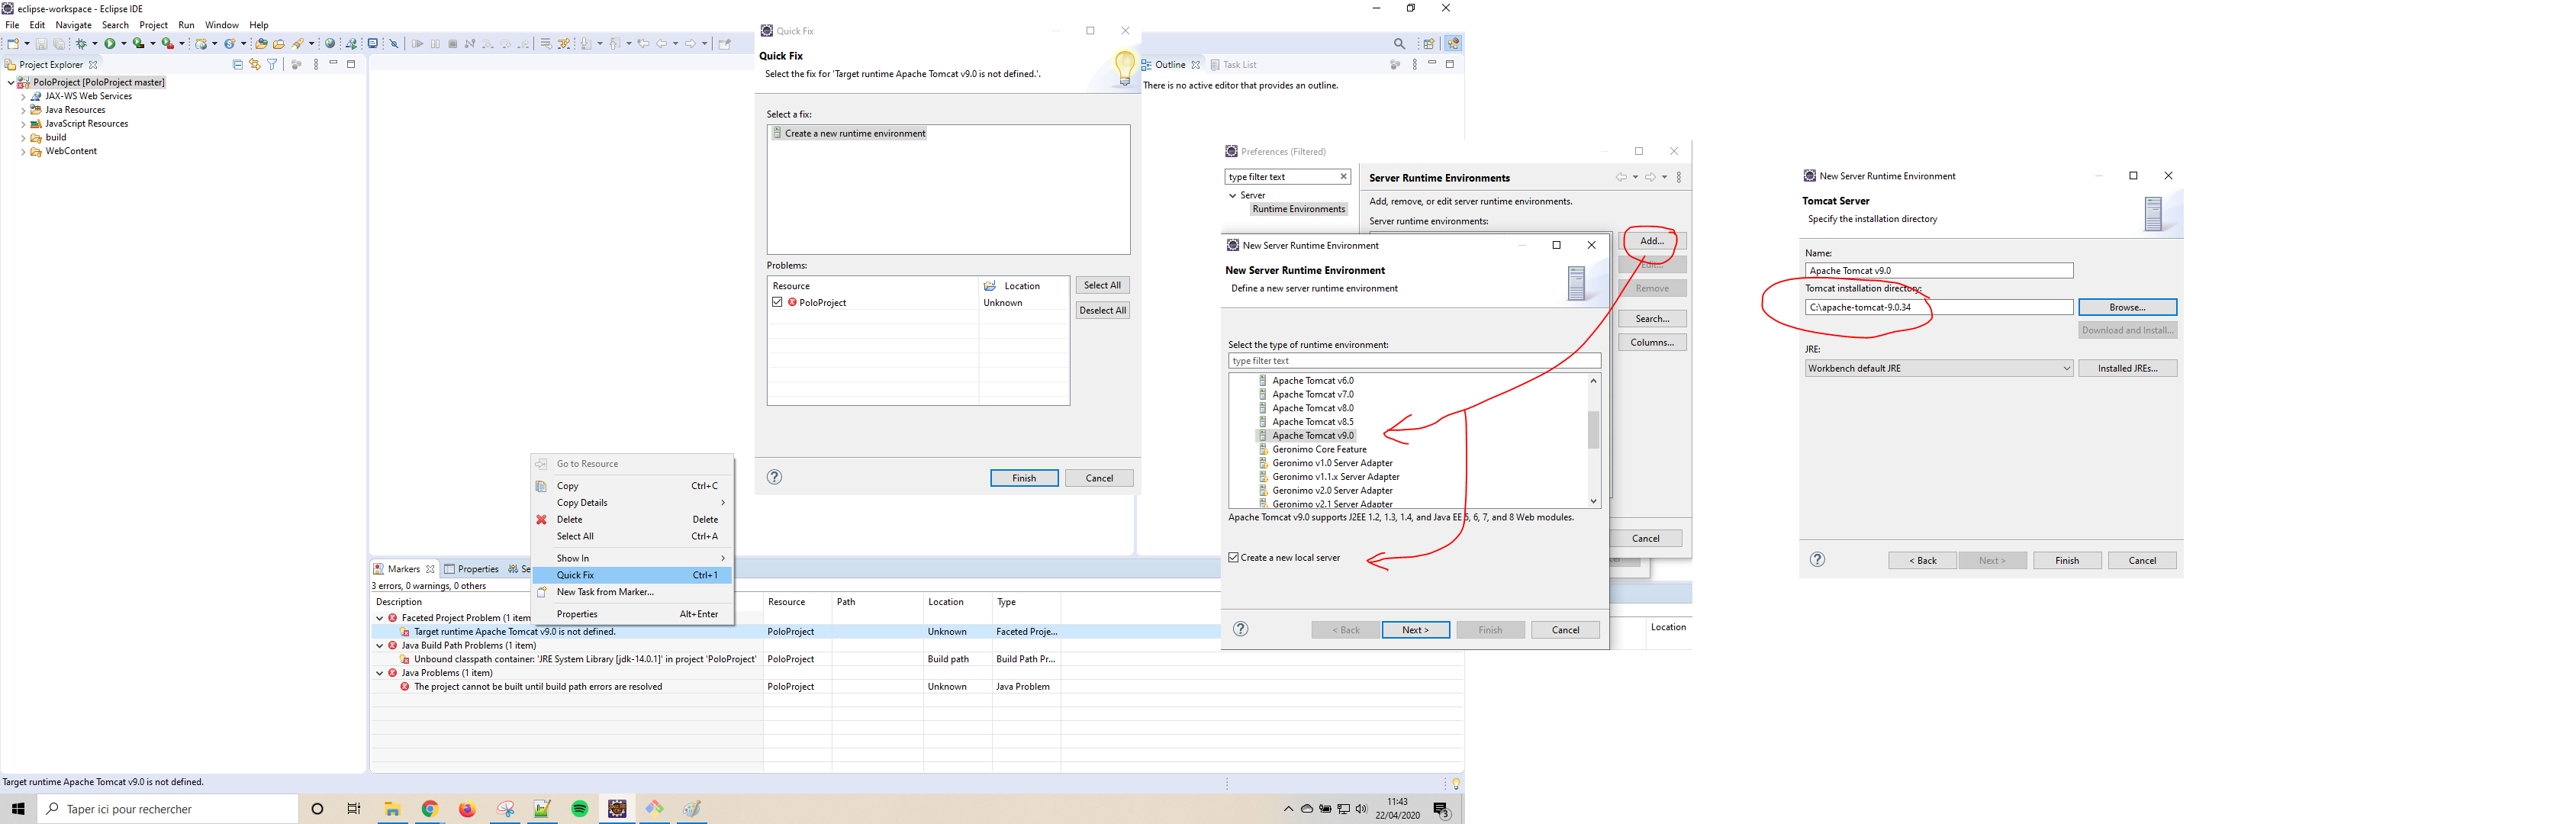 eclipse-workspace - Eclipse IDE
File Edit Navigate Search Project Run Window Help
Project Explorer
PoloProject [PoloProject master]
JAX-WS Web Services
Java Resources
JavaScript Resources
build
WebContent
Outline Task List
There is no active editor that provides an outline.
Quick Fix
Quick Fix
Select the fix for 'Target runtime Apache Tomcat v9.0 is not defined.'.
Select a fix:
Create a new runtime environment
Problems:
Resource Location
PoloProject Unknown
Select All
Deselect All
Finish Cancel
Go to Resource
Copy Ctrl+C
Copy Details
Delete Delete
Select All Ctrl+A
Show In
Quick Fix Ctrl+1
New Task from Marker...
Properties Alt+Enter
Markers Properties Se
3 errors, 0 warnings, 0 others
Description Resource Path Location Type
Faceted Project Problem (1 item
Target runtime Apache Tomcat v9.0 is not defined. PoloProject Unknown Faceted Proje...
Java Build Path Problems (1 item)
Unbound classpath container: 'JRE System Library [jdk-14.0.1]' in project 'PoloProject' PoloProject Build path Build Path Pr...
Java Problems (1 item)
The project cannot be built until build path errors are resolved PoloProject Unknown Java Problem
Target runtime Apache Tomcat v9.0 is not defined.
Taper ici pour rechercher
11:43
22/04/2020
3
Preferences (Filtered)
type filter text
Server
Runtime Environments
Server Runtime Environments
Add, remove, or edit server runtime environments.
Server runtime environments:
Add...
Edit...
Remove
Search...
Columns...
Cancel
Location
New Server Runtime Environment
New Server Runtime Environment
Define a new server runtime environment
Select the type of runtime environment:
type filter text
Apache Tomcat v6.0
Apache Tomcat v7.0
Apache Tomcat v8.0
Apache Tomcat v8.5
Apache Tomcat v9.0
Geronimo Core Feature
Geronimo v1.0 Server Adapter
Geronimo v1.1.x Server Adapter
Geronimo v2.0 Server Adapter
Geronimo v2.1 Server Adapter
Apache Tomcat v9.0 supports J2EE 1.2, 1.3, 1.4, and Java EE 5, 6, 7, and 8 Web modules.
Create a new local server
< Back Next > Finish Cancel
New Server Runtime Environment
Tomcat Server
Specify the installation directory
Name:
Apache Tomcat v9.0
Tomcat installation directory:
C:\apache-tomcat-9.0.34 Browse...
Download and Install...
JRE:
Workbench default JRE Installed JREs...
< Back Next > Finish Cancel